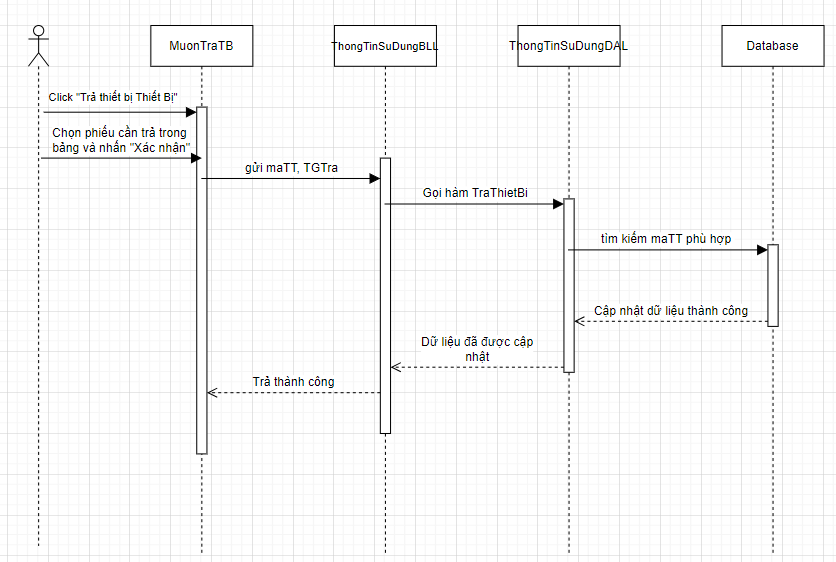 MuonTraTB
ThongTinSuDungBLL
ThongTinSuDungDAL
Database
Click "Trả thiết bị Thiết Bị"
Chọn phiếu cần trả trong
bảng và nhấn "Xác nhận"
gửi maTT, TGTra
Gọi hàm TraThietBi
tìm kiếm maTT phù hợp
Cập nhật dữ liệu thành công
Dữ liệu đã được cập
nhật
Trả thành công